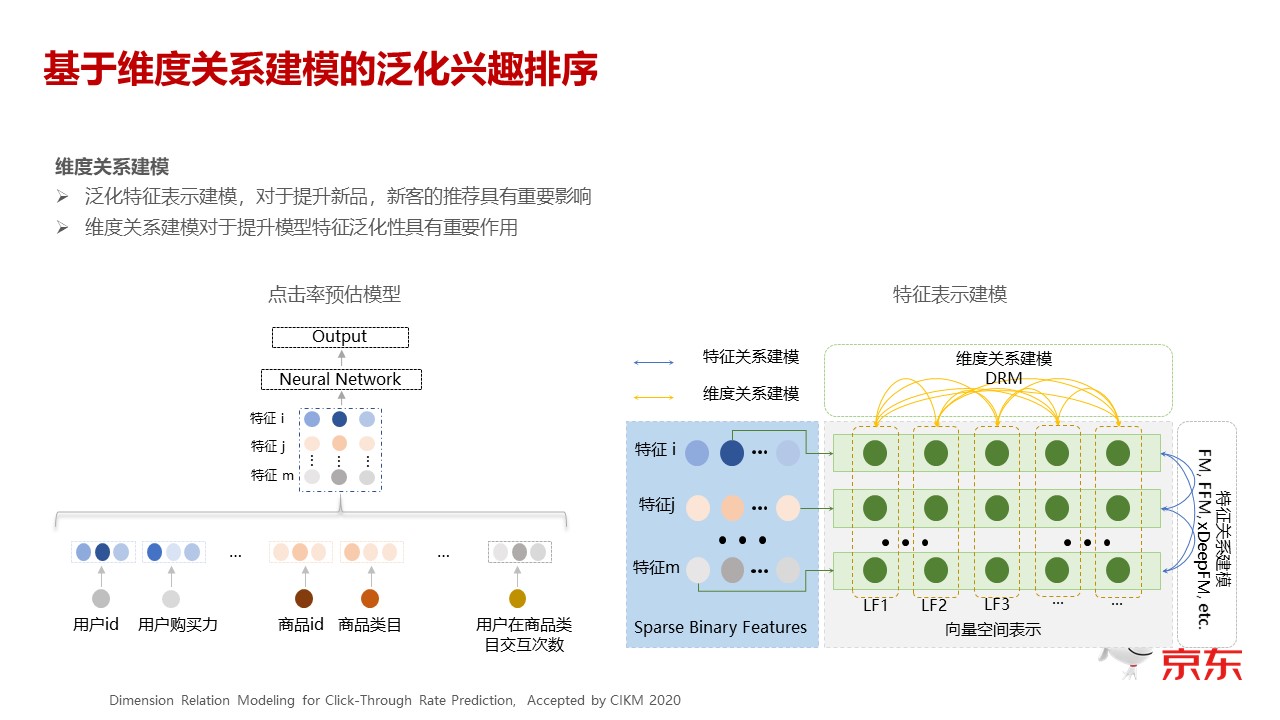 基于维度关系建模的泛化兴趣排序
维度关系建模
泛化特征表示建模，对于提升新品，新客的推荐具有重要影响
维度关系建模对于提升模型特征泛化性具有重要作用
点击率预估模型
Output
Neural Network
特征 i
特征 j
特征 m
...
...
用户id
用户购买力
商品id
商品类目
用户在商品类
目交互次数
特征表示建模
特征关系建模
维度关系建模
维度关系建模
DRM
特征 i
...
特征j
...
特征m
...
Sparse Binary Features
LF1
LF2
LF3
...
...
向量空间表示
特征关系建模
FM, FFM, xDeepFM, etc.
京东
Dimension Relation Modeling for Click-Through Rate Prediction, Accepted by CIKM 2020